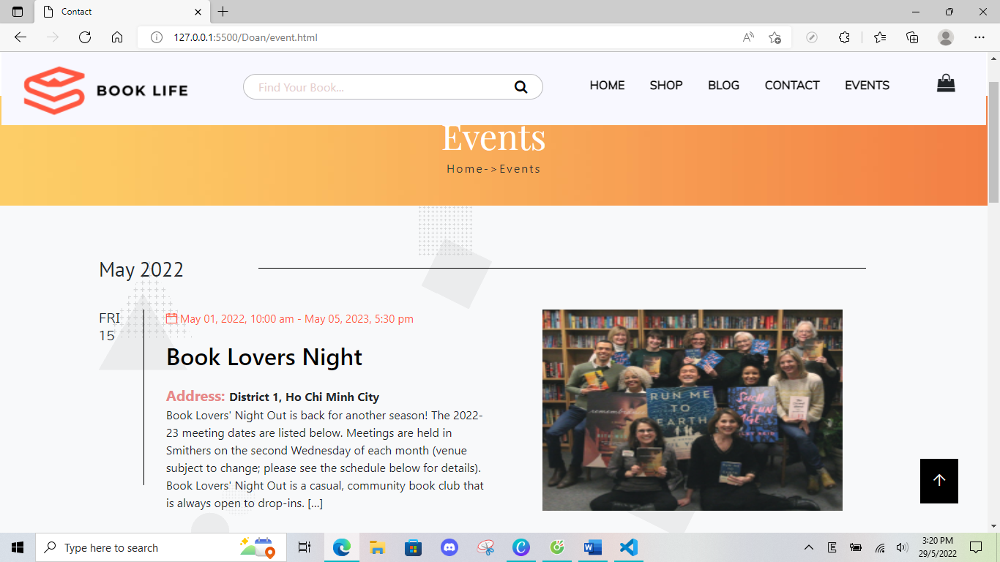 Contact
127.0.0.1:5500/Doan/event.html
BOOK LIFE
Find Your Book...
HOME SHOP BLOG CONTACT EVENTS
Events
Home->Events
May 2022
FRI
15
May 01, 2022, 10:00 am - May 05, 2023, 5:30 pm
Book Lovers Night
Address: District 1, Ho Chi Minh City
Book Lovers' Night Out is back for another season! The 2022-
23 meeting dates are listed below. Meetings are held in
Smithers on the second Wednesday of each month (venue
subject to change; please see the schedule below for details).
Book Lovers' Night Out is a casual, community book club that
is always open to drop-ins. [...]
RUN ME
TO
EARTH
SUCH
a FUN
AGE
Type here to search
3:20 PM
29/5/2022